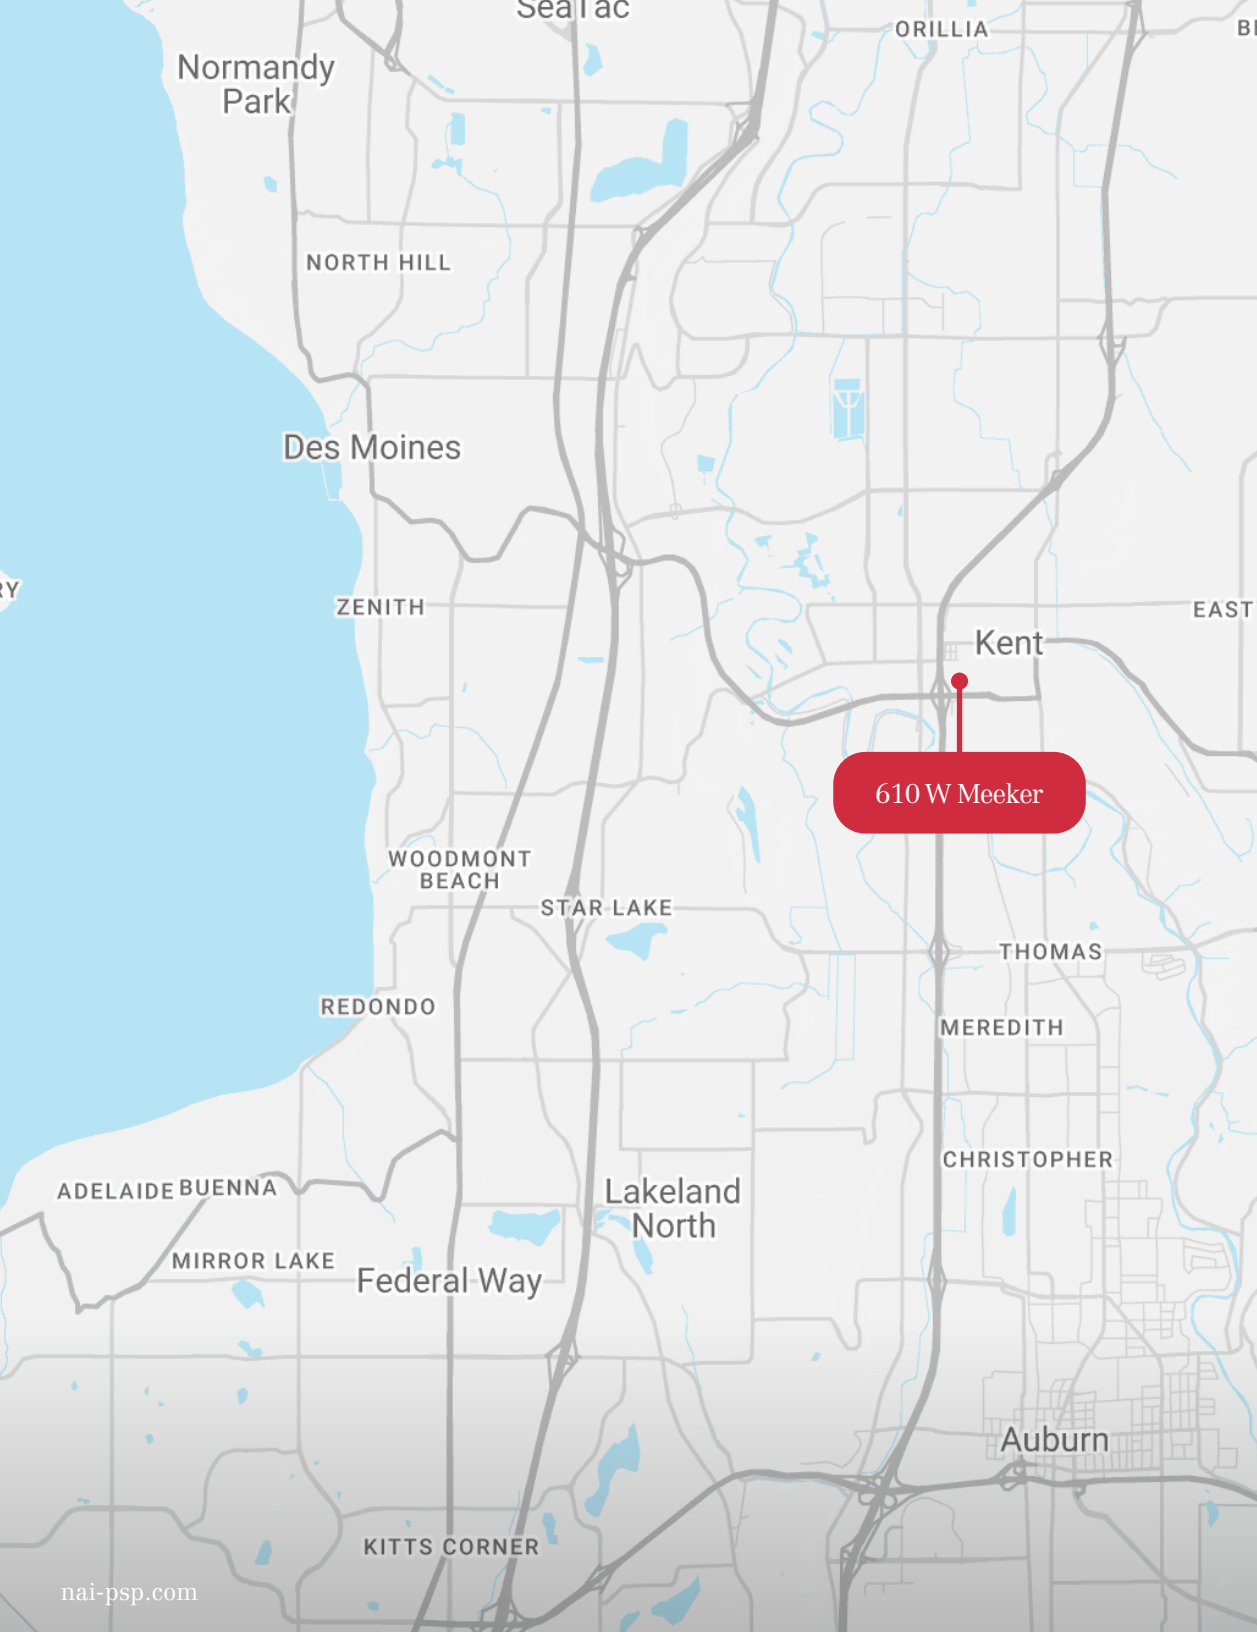 SeaTac
ORILLIA
Normandy
Park
NORTH HILL
Des Moines
ZENITH
EAST
Kent
610 W Meeker
WOODMONT
BEACH
STAR LAKE
THOMAS
REDONDO
MEREDITH
CHRISTOPHER
ADELAIDE
BUENNA
Lakeland
North
MIRROR LAKE
Federal Way
Auburn
KITTS CORNER
nai-psp.com